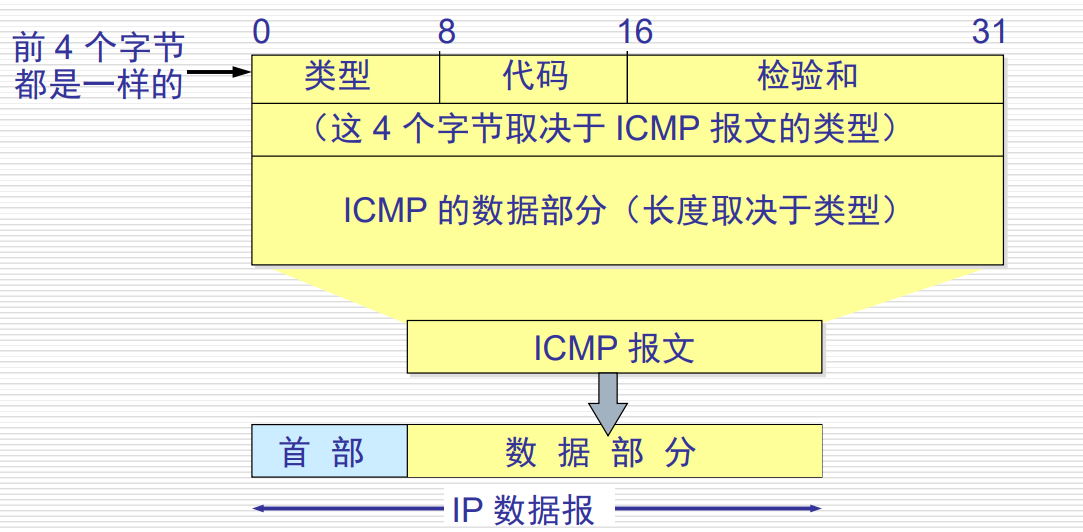 0 8 16 31
前 4 个字节
都是一样的
类型 代码 检验和
（这 4 个字节取决于 ICMP 报文的类型）
ICMP 的数据部分（长度取决于类型）
ICMP 报文
首 部 数 据 部 分
IP 数据报